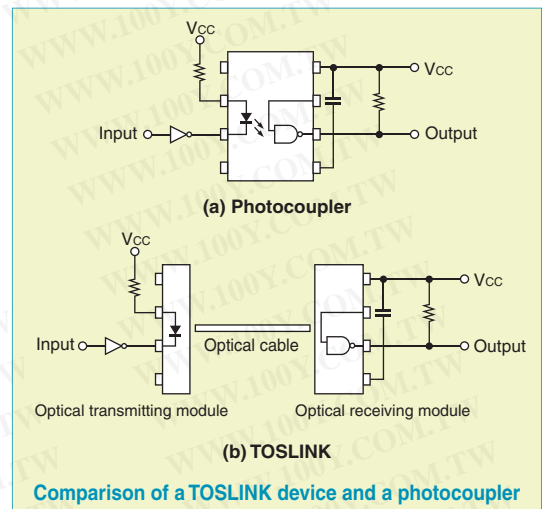 VCC
VCC
Input
Output
(a) Photocoupler
VCC
VCC
Input
Optical cable
Output
Optical transmitting module
Optical receiving module
(b) TOSLINK
Comparison of a TOSLINK device and a photocoupler
WWW.100Y.COM.TW